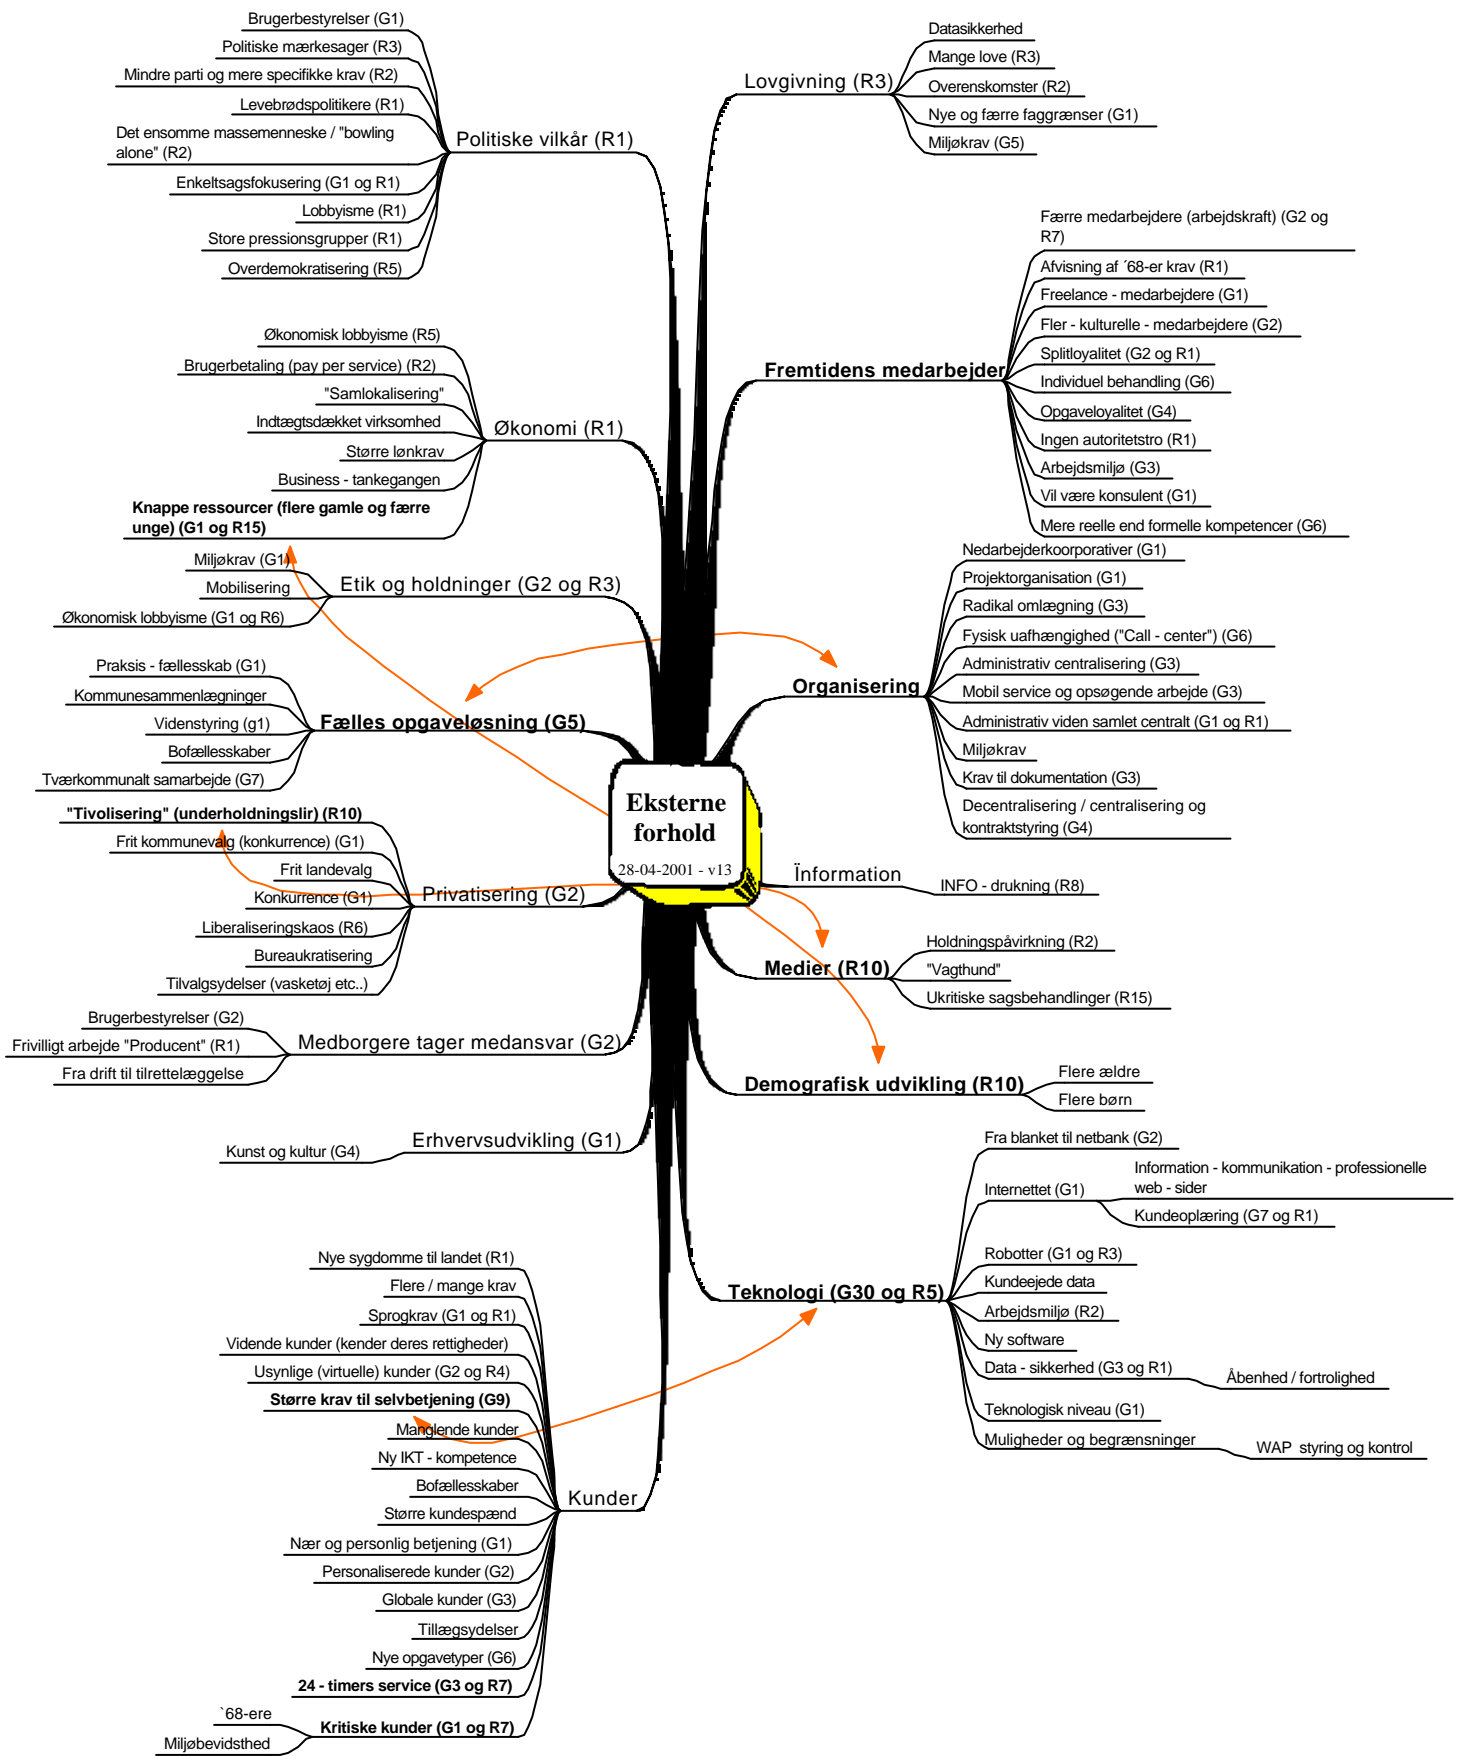 Eksterne
forhold
28-04-2001 - v13
Lovgivning (R3)
Datasikkerhed
Mange love (R3)
Overenskomster (R2)
Nye og færre faggrænser (G1)
Miljøkrav (G5)
Fremtidens medarbejder
Færre medarbejdere (arbejdskraft) (G2 og
R7)
Afvisning af ´68-er krav (R1)
Freelance - medarbejdere (G1)
Fler - kulturelle - medarbejdere (G2)
Splitloyalitet (G2 og R1)
Individuel behandling (G6)
Opgaveloyalitet (G4)
Ingen autoritetstro (R1)
Arbejdsmiljø (G3)
Vil være konsulent (G1)
Mere reelle end formelle kompetencer (G6)
Organisering
Nedarbejderkoorporativer (G1)
Projektorganisation (G1)
Radikal omlægning (G3)
Fysisk uafhængighed ("Call - center") (G6)
Administrativ centralisering (G3)
Mobil service og opsøgende arbejde (G3)
Administrativ viden samlet centralt (G1 og R1)
Miljøkrav
Krav til dokumentation (G3)
Decentralisering / centralisering og
kontraktstyring (G4)
Ïnformation
INFO - drukning (R8)
Medier (R10)
Holdningspåvirkning (R2)
"Vagthund"
Ukritiske sagsbehandlinger (R15)
Demografisk udvikling (R10)
Flere ældre
Flere børn
Teknologi (G30 og R5)
Fra blanket til netbank (G2)
Internettet (G1)
Information - kommunikation - professionelle
web - sider
Kundeoplæring (G7 og R1)
Robotter (G1 og R3)
Kundeejede data
Arbejdsmiljø (R2)
Ny software
Data - sikkerhed (G3 og R1)
Åbenhed / fortrolighed
Teknologisk niveau (G1)
Muligheder og begrænsninger
WAP  styring og kontrol
Politiske vilkår (R1)
Brugerbestyrelser (G1)
Politiske mærkesager (R3)
Mindre parti og mere specifikke krav (R2)
Levebrødspolitikere (R1)
Det ensomme massemenneske / "bowling
alone" (R2)
Enkeltsagsfokusering (G1 og R1)
Lobbyisme (R1)
Store pressionsgrupper (R1)
Overdemokratisering (R5)
Økonomi (R1)
Økonomisk lobbyisme (R5)
Brugerbetaling (pay per service) (R2)
"Samlokalisering"
Indtægtsdækket virksomhed
Større lønkrav
Business - tankegangen
Knappe ressourcer (flere gamle og færre
unge) (G1 og R15)
Etik og holdninger (G2 og R3)
Miljøkrav (G1)
Mobilisering
Økonomisk lobbyisme (G1 og R6)
Fælles opgaveløsning (G5)
Praksis - fællesskab (G1)
Kommunesammenlægninger
Videnstyring (g1)
Bofællesskaber
Tværkommunalt samarbejde (G7)
Privatisering (G2)
"Tivolisering" (underholdningslir) (R10)
Frit kommunevalg (konkurrence) (G1)
Frit landevalg
Konkurrence (G1)
Liberaliseringskaos (R6)
Bureaukratisering
Tilvalgsydelser (vasketøj etc..)
Medborgere tager medansvar (G2)
Brugerbestyrelser (G2)
Frivilligt arbejde "Producent" (R1)
Fra drift til tilrettelæggelse
Erhvervsudvikling (G1)
Kunst og kultur (G4)
Kunder
Nye sygdomme til landet (R1)
Flere / mange krav
Sprogkrav (G1 og R1)
Vidende kunder (kender deres rettigheder)
Usynlige (virtuelle) kunder (G2 og R4)
Større krav til selvbetjening (G9)
Manglende kunder
Ny IKT - kompetence
Bofællesskaber
Større kundespænd
Nær og personlig betjening (G1)
Personaliserede kunder (G2)
Globale kunder (G3)
Tillægsydelser
Nye opgavetyper (G6)
24 - timers service (G3 og R7)
Kritiske kunder (G1 og R7)
`68-ere
Miljøbevidsthed